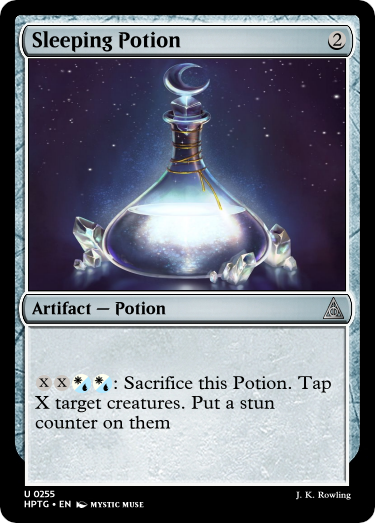 Sleeping Potion 2
Artifact — Potion
X X : Sacrifice this Potion. Tap
X target creatures. Put a stun
counter on them
U 0255 J. K. Rowling
HPTG • EN MYSTIC MUSE